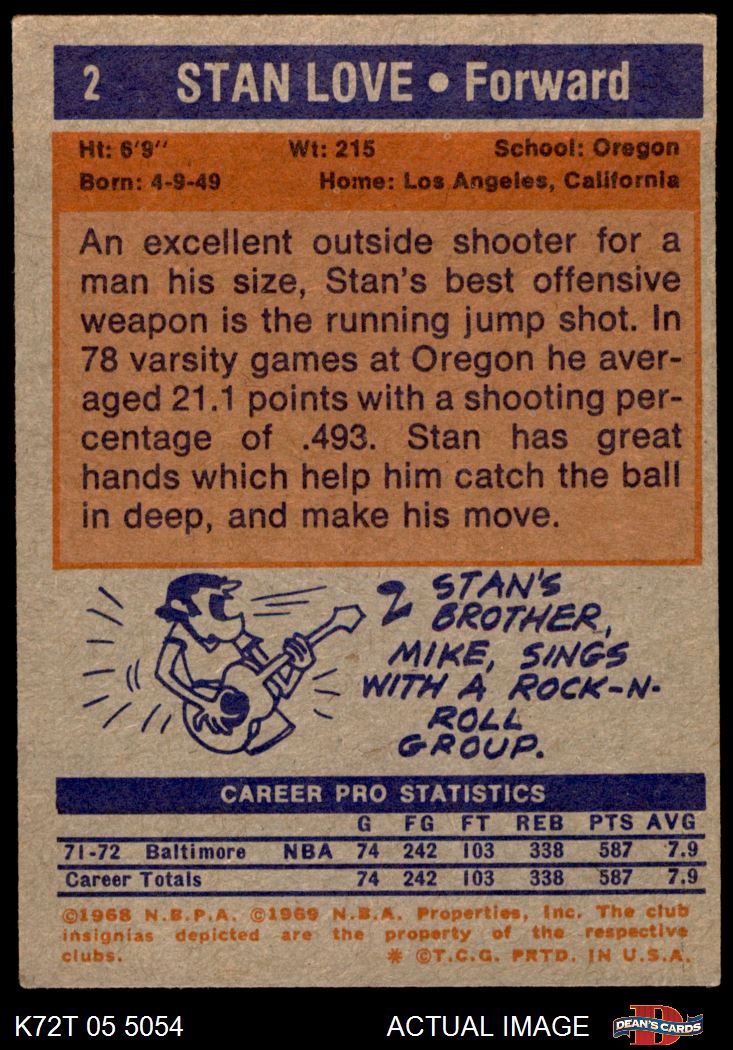 2 STAN LOVE • Forward
Ht: 6'9" Wt: 215 School: Oregon
Born: 4-9-49 Home: Los Angeles, California
An excellent outside shooter for a
man his size, Stan's best offensive
weapon is the running jump shot. In
78 varsity games at Oregon he aver-
aged 21.1 points with a shooting per-
centage of .493. Stan has great
hands which help him catch the ball
in deep, and make his move.
2 STAN'S
BROTHER,
MIKE, SINGS
WITH A ROCK-N-
ROLL
GROUP.
CAREER PRO STATISTICS
G FG FT REB PTS AVG
71-72 Baltimore NBA 74 242 103 338 587 7.9
Career Totals 74 242 103 338 587 7.9
©1968 N.B.P.A. ©1969 N.B.A. Properties, Inc. The club
insignias depicted are the property of the respective
clubs. * ©T.C.G. PRTD. IN U.S.A.
K72T 05 5054 ACTUAL IMAGE D DEAN'S CARDS